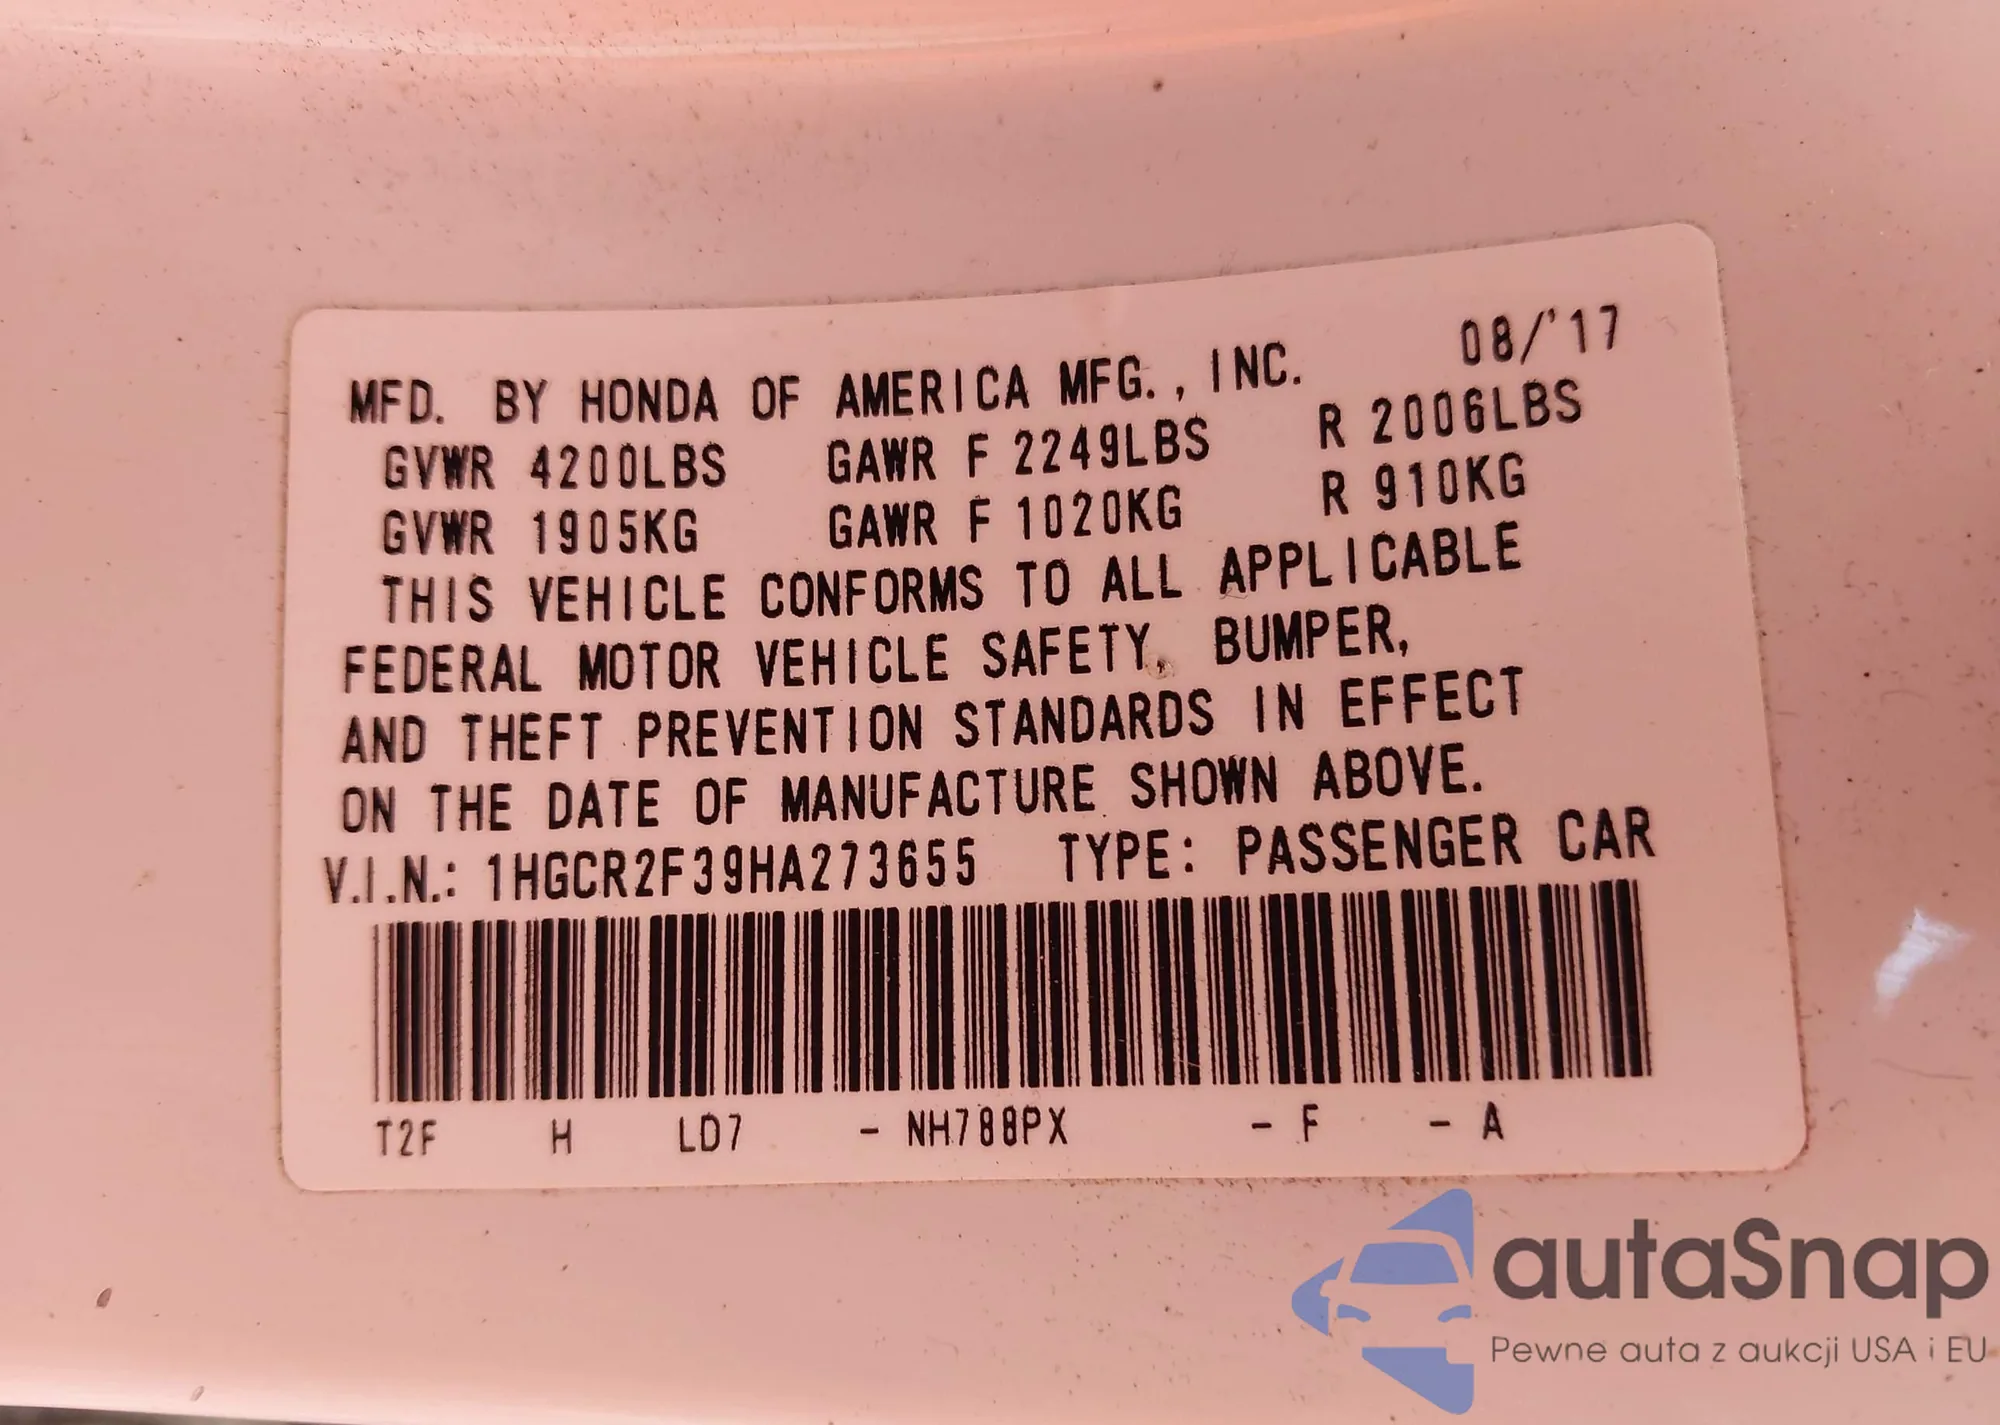 MFD. BY HONDA OF AMERICA MFG., INC. 08/'17
GVWR 4200LBS GAWR F 2249LBS R 2006LBS
GVWR 1905KG GAWR F 1020KG R 910KG
THIS VEHICLE CONFORMS TO ALL APPLICABLE
FEDERAL MOTOR VEHICLE SAFETY, BUMPER,
AND THEFT PREVENTION STANDARDS IN EFFECT
ON THE DATE OF MANUFACTURE SHOWN ABOVE.
V.I.N.: 1HGCR2F39HA273655 TYPE: PASSENGER CAR
T2F H LD7 - NH788PX - F - A
autaSnap
Pewne auta z aukcji USA i EU